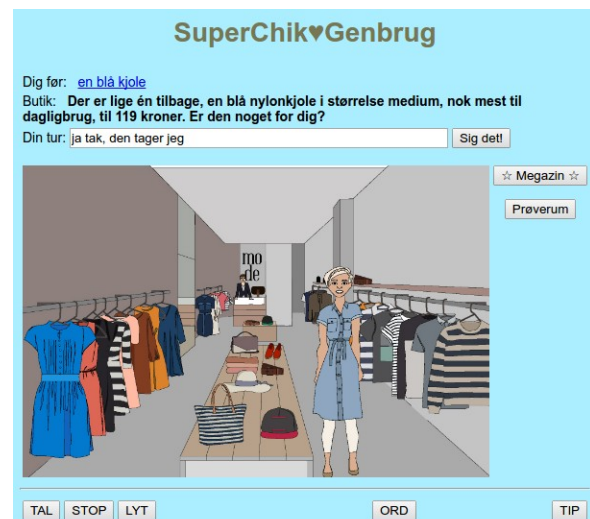 SuperChik♥Genbrug
Dig før: en blå kjole
Butik: Der er lige én tilbage, en blå nylonkjole i størrelse medium, nok mest til
dagligbrug, til 119 kroner. Er den noget for dig?
Din tur: ja tak, den tager jeg Sig det!
☆ Megazin ☆
Prøverum
mo
de
TAL STOP LYT ORD TIP